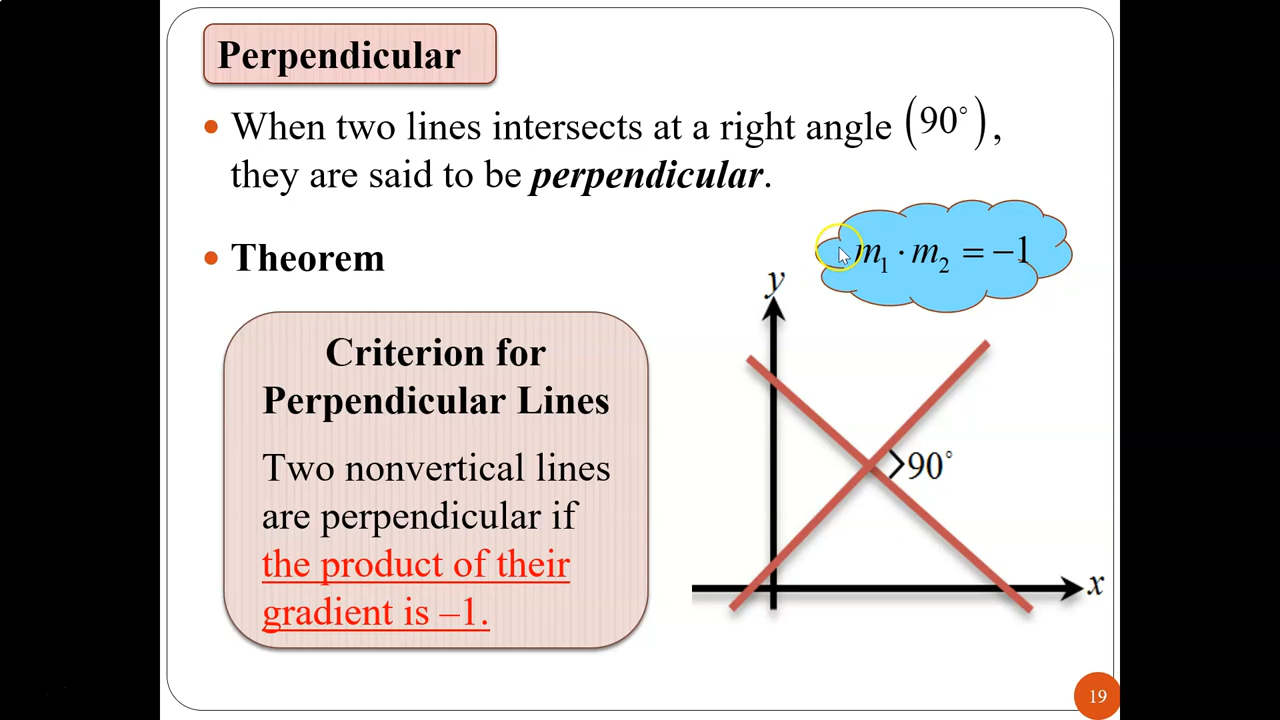 Perpendicular
• When two lines intersects at a right angle (90°),
they are said to be perpendicular.
• Theorem
m₁ · m₂ = −1
Criterion for
Perpendicular Lines
Two nonvertical lines
are perpendicular if
the product of their
gradient is –1.
y
90°
x
19